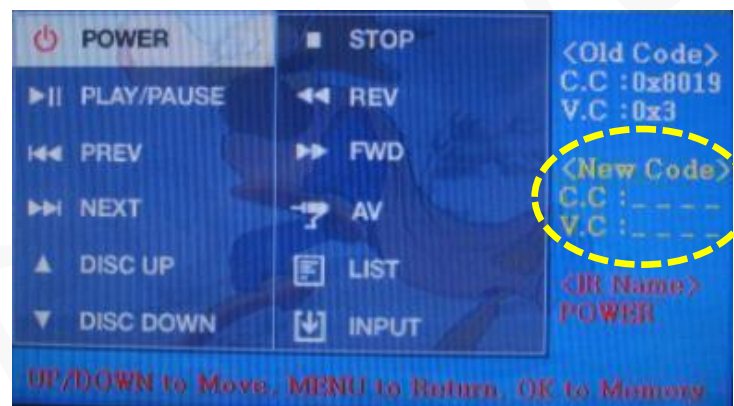 POWER
STOP
PLAY/PAUSE
REV
PREV
FWD
NEXT
AV
DISC UP
LIST
DISC DOWN
INPUT
<Old Code>
C.C :0x8019
V.C :0x3
<New Code>
C.C :_ _ _ _
V.C :_ _ _ _
<IR Name>
POWER
UP/DOWN to Move, MENU to Return, OK to Memory